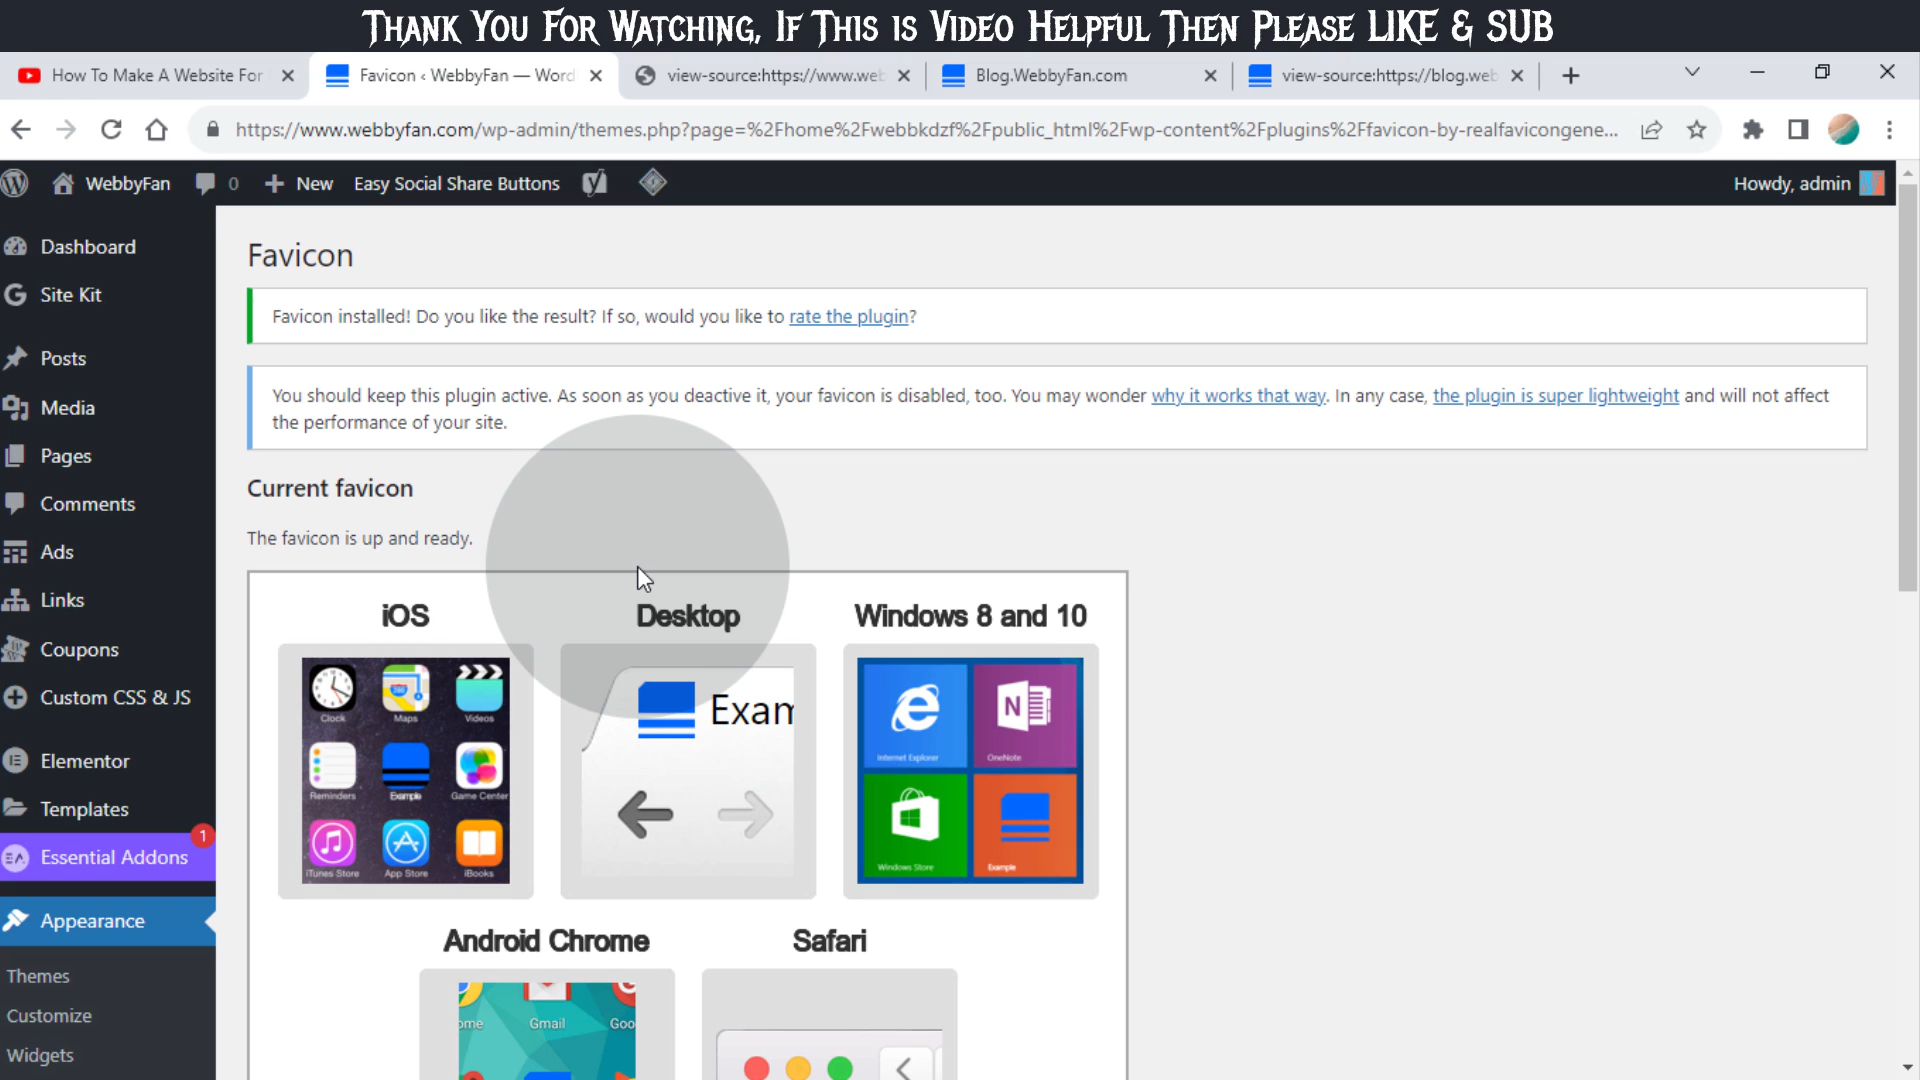 Thank You For Watching, If This is Video Helpful Then Please LIKE & SUB
How To Make A Website For
Favicon ‹ WebbyFan — Word
view-source:https://www.web
Blog.WebbyFan.com
view-source:https://blog.web
https://www.webbyfan.com/wp-admin/themes.php?page=%2Fhome%2Fwebbkdzf%2Fpublic_html%2Fwp-content%2Fplugins%2Ffavicon-by-realfavicongene...
WebbyFan
0
New
Easy Social Share Buttons
Howdy, admin
Dashboard
Site Kit
Posts
Media
Pages
Comments
Ads
Links
Coupons
Custom CSS & JS
Elementor
Templates
1
Essential Addons
Appearance
Themes
Customize
Widgets
Favicon
Favicon installed! Do you like the result? If so, would you like to rate the plugin?
You should keep this plugin active. As soon as you deactive it, your favicon is disabled, too. You may wonder why it works that way. In any case, the plugin is super lightweight and will not affect
the performance of your site.
Current favicon
The favicon is up and ready.
iOS
Desktop
Windows 8 and 10
Clock
Maps
Videos
Reminders
Example
Game Center
iTunes Store
App Store
iBooks
Exam
Internet Explorer
OneNote
Windows Store
Example
Android Chrome
Safari
ome
Gmail
Goo